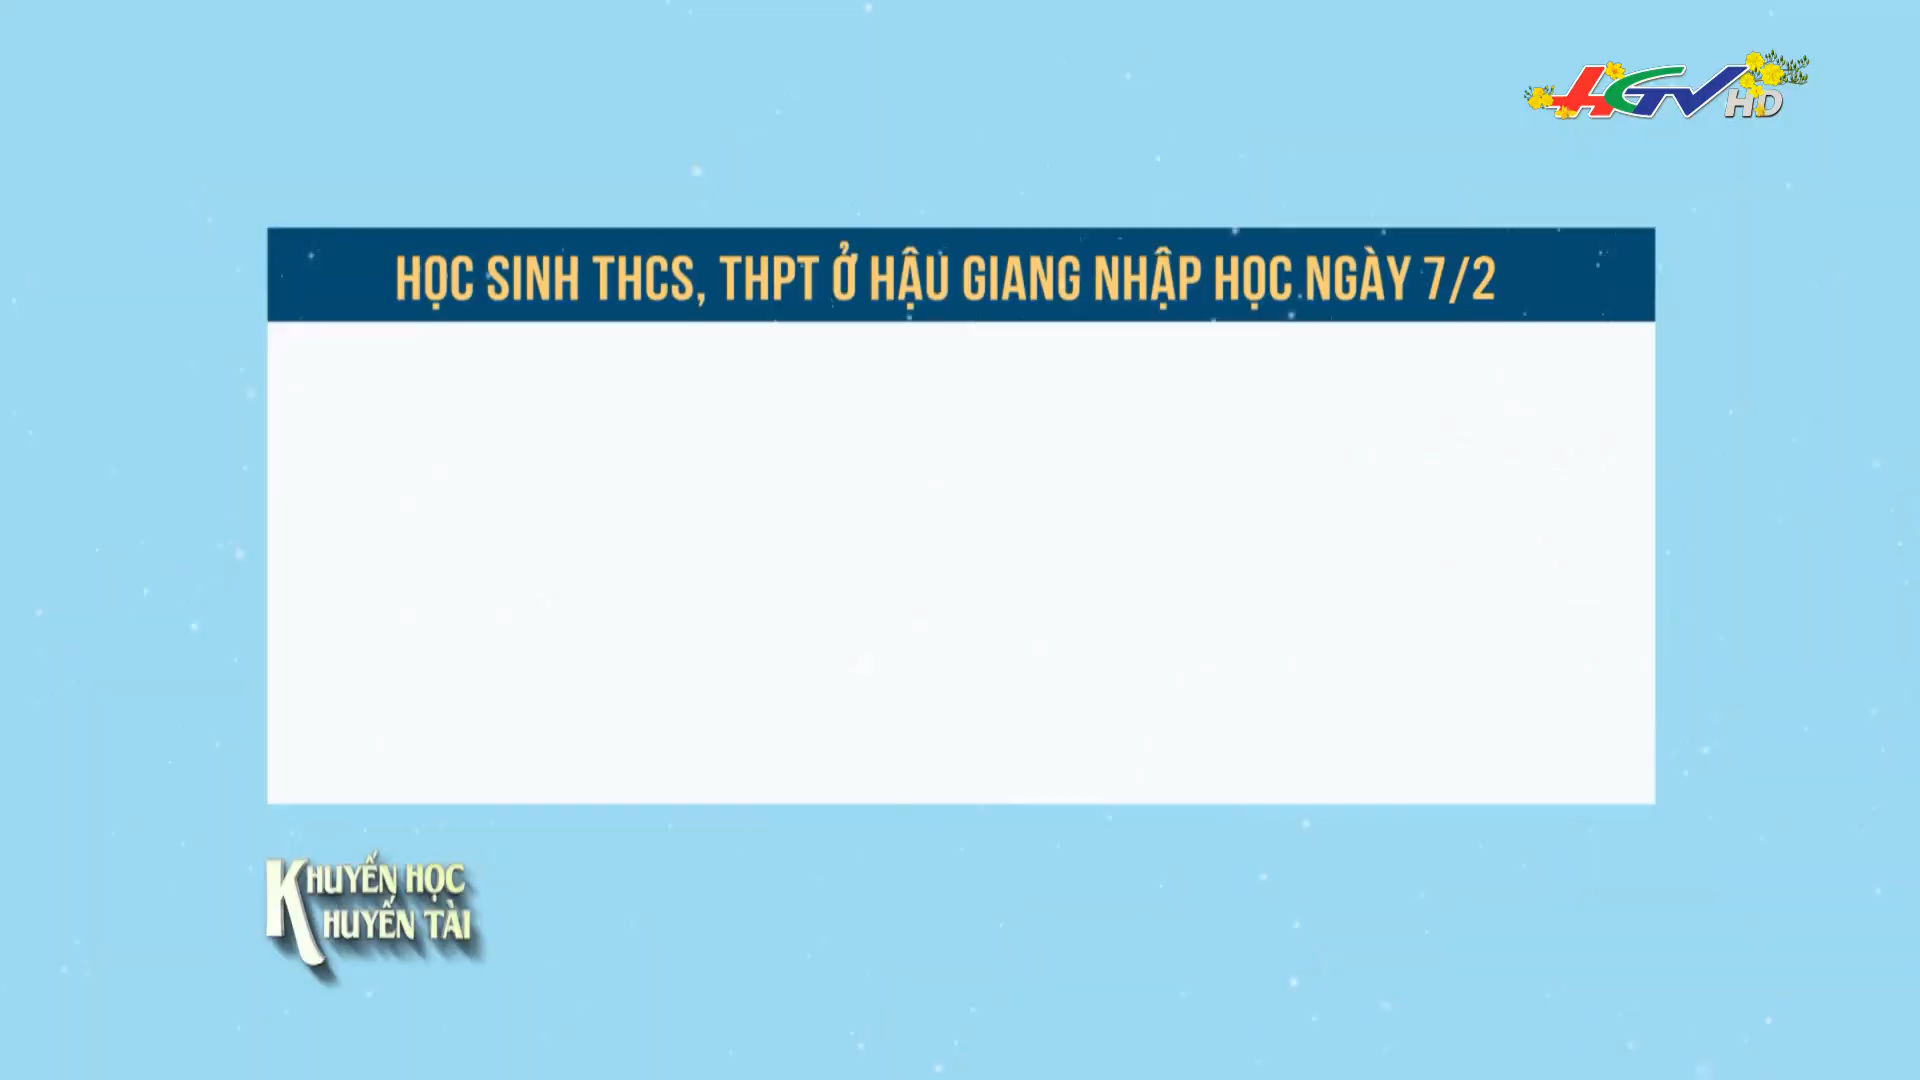 HGTV HD
HỌC SINH THCS, THPT Ở HẬU GIANG NHẬP HỌC NGÀY 7/2
KHUYẾN HỌC
KHUYẾN TÀI